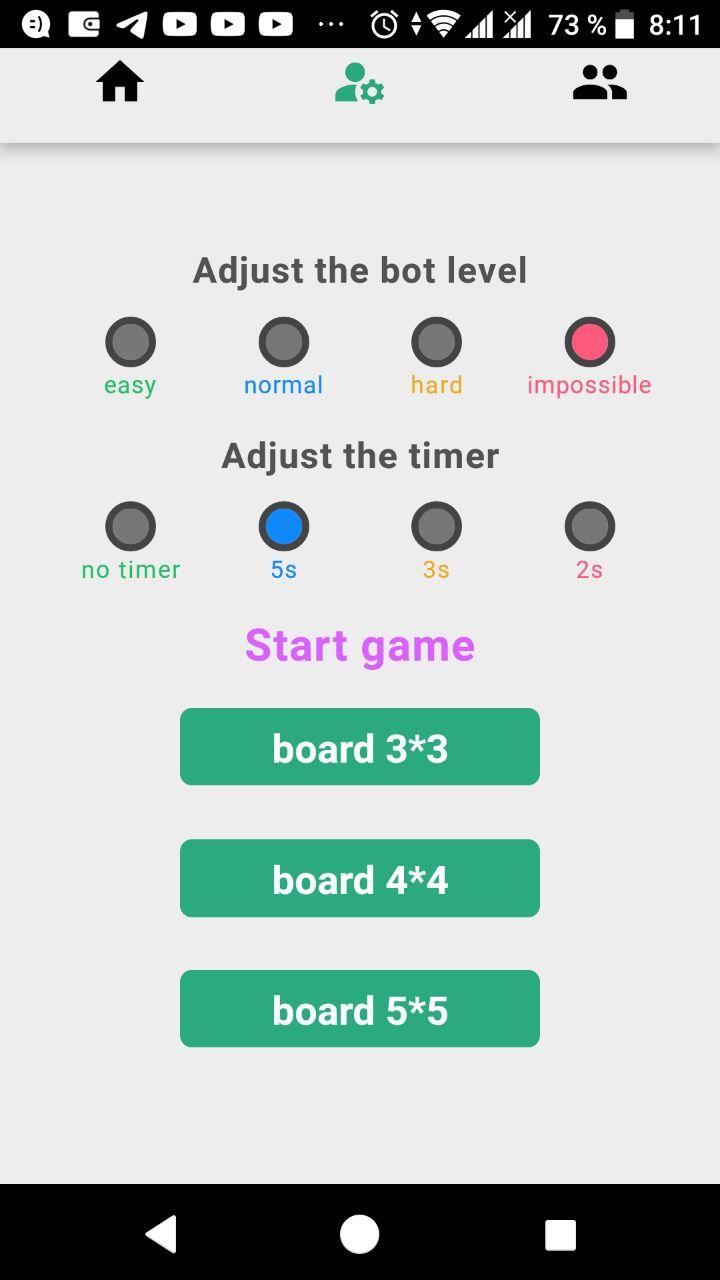 73 % 8:11
Adjust the bot level
easy normal hard impossible
Adjust the timer
no timer 5s 3s 2s
Start game
board 3*3
board 4*4
board 5*5